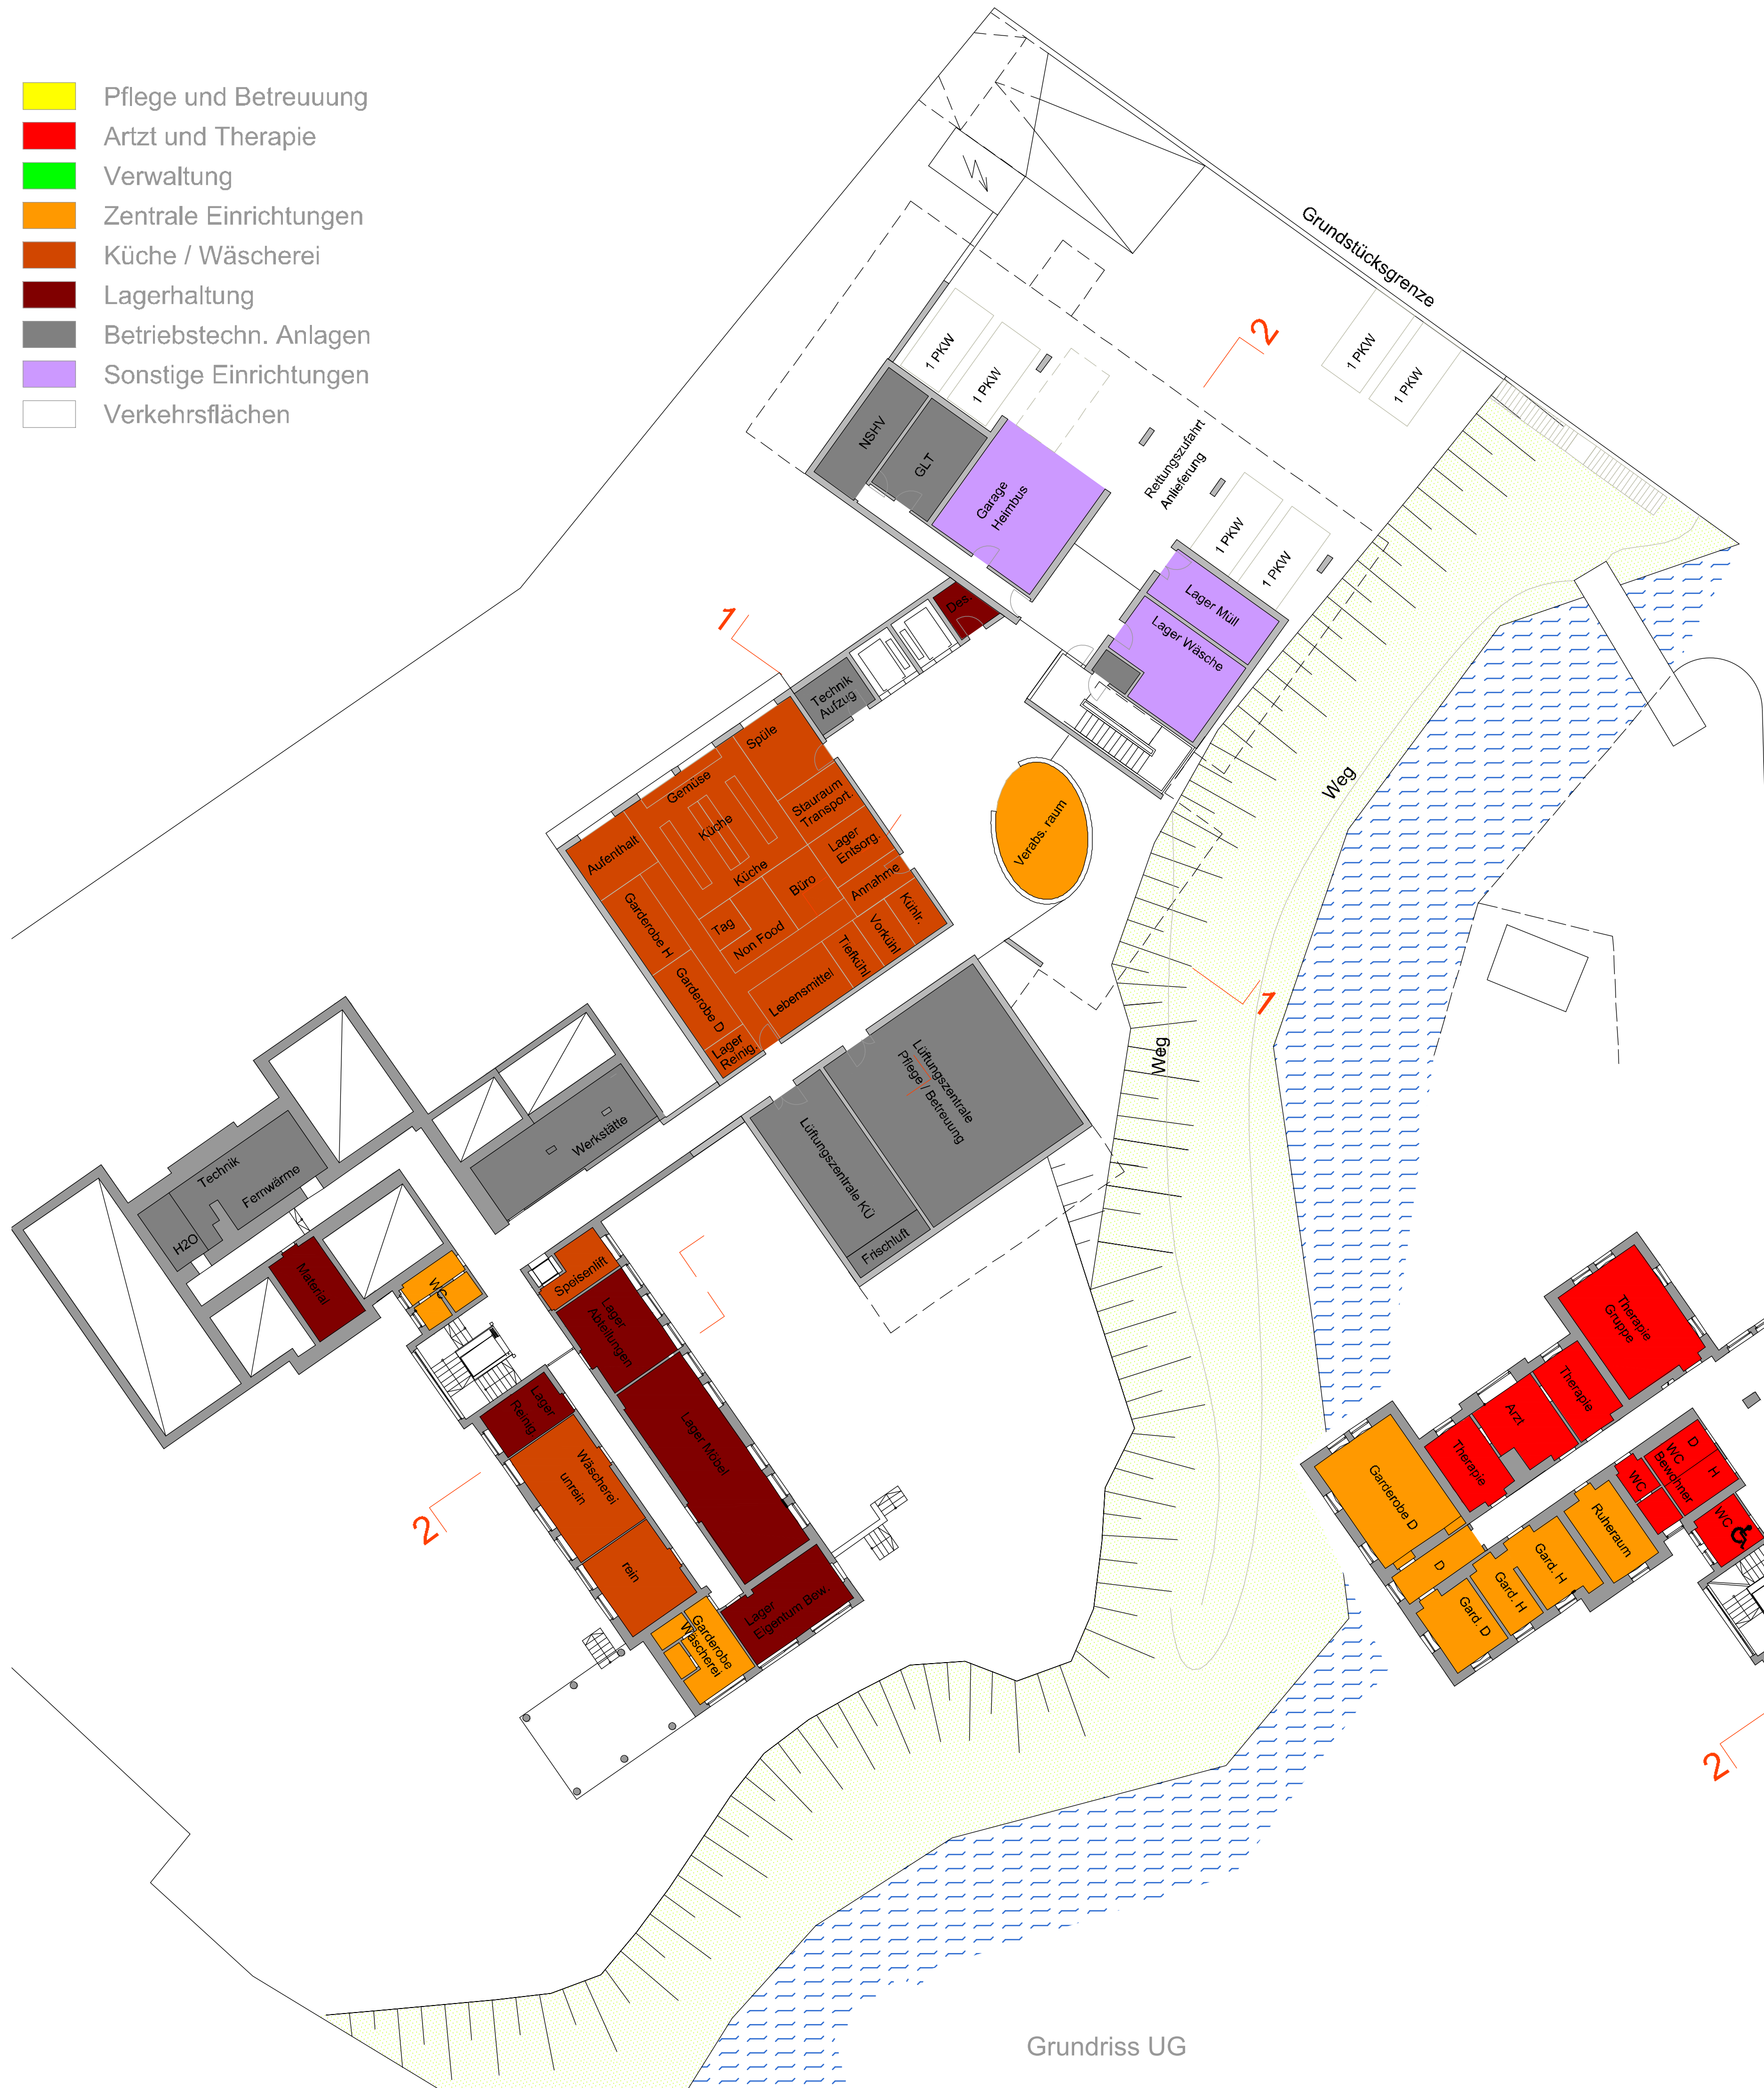 Pflege und Betreuuung
Artzt und Therapie
Verwaltung
Zentrale Einrichtungen
Küche / Wäscherei
Lagerhaltung
Betriebstechn. Anlagen
Sonstige Einrichtungen
Verkehrsflächen
Grundstücksgrenze
2
1 PKW
1 PKW
1 PKW
1 PKW
NSHV
GLT
Garage
Heimbus
Rettungszufahrt
Anlieferung
1 PKW
1 PKW
Lager Müll
Lager Wäsche
Des.
1
Technik
Aufzug
Spüle
Gemüse
Küche
Stauraum
Transport.
Aufenthalt
Lager
Entsorg.
Küche
Büro
Annahme
Kühlr.
Garderobe H
Tag
Non Food
Vorkühl
Tiefkühl
Lebensmittel
Garderobe D
Lager
Reinig.
Verabs. raum
Weg
1
Weg
Lüftungszentrale
Pflege / Betreuung
Lüftungszentrale KÜ
Frischluft
Werkstätte
Technik
Fernwärme
H2O
Material
WC
Speisenlift
Lager
Abteilungen
Lager Möbel
Lager
Reinig
Wäscherei
unrein
rein
2
Lager
Eigentum Bew.
Garderobe
Wäscherei
Therapie
Gruppe
Therapie
Arzt
Therapie
Garderobe D
D
WC
Bewohner
H
WC
WC
Ruheraum
Gard. H
Gard. H
D
Gard. D
2
Grundriss UG